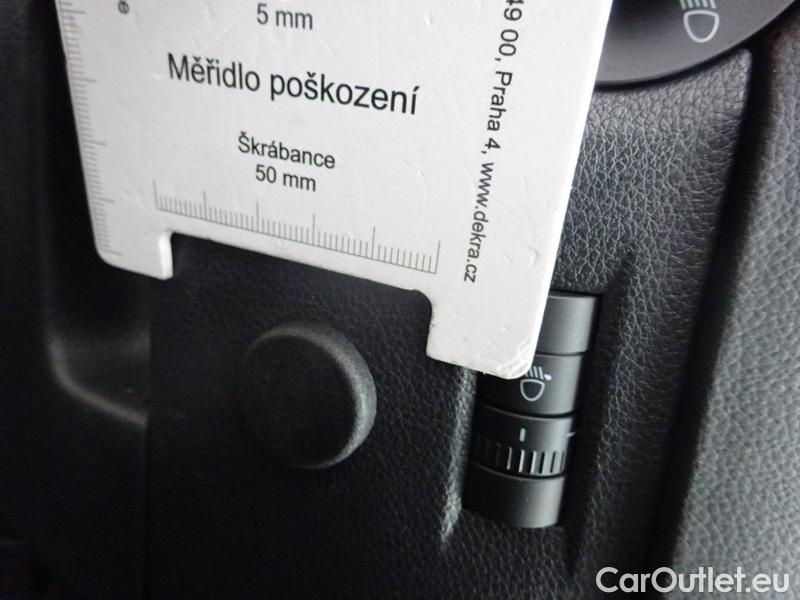 5 mm
Měřidlo poškození
Škrábance
50 mm
49 00, Praha 4, www.dekra.cz
CarOutlet.eu